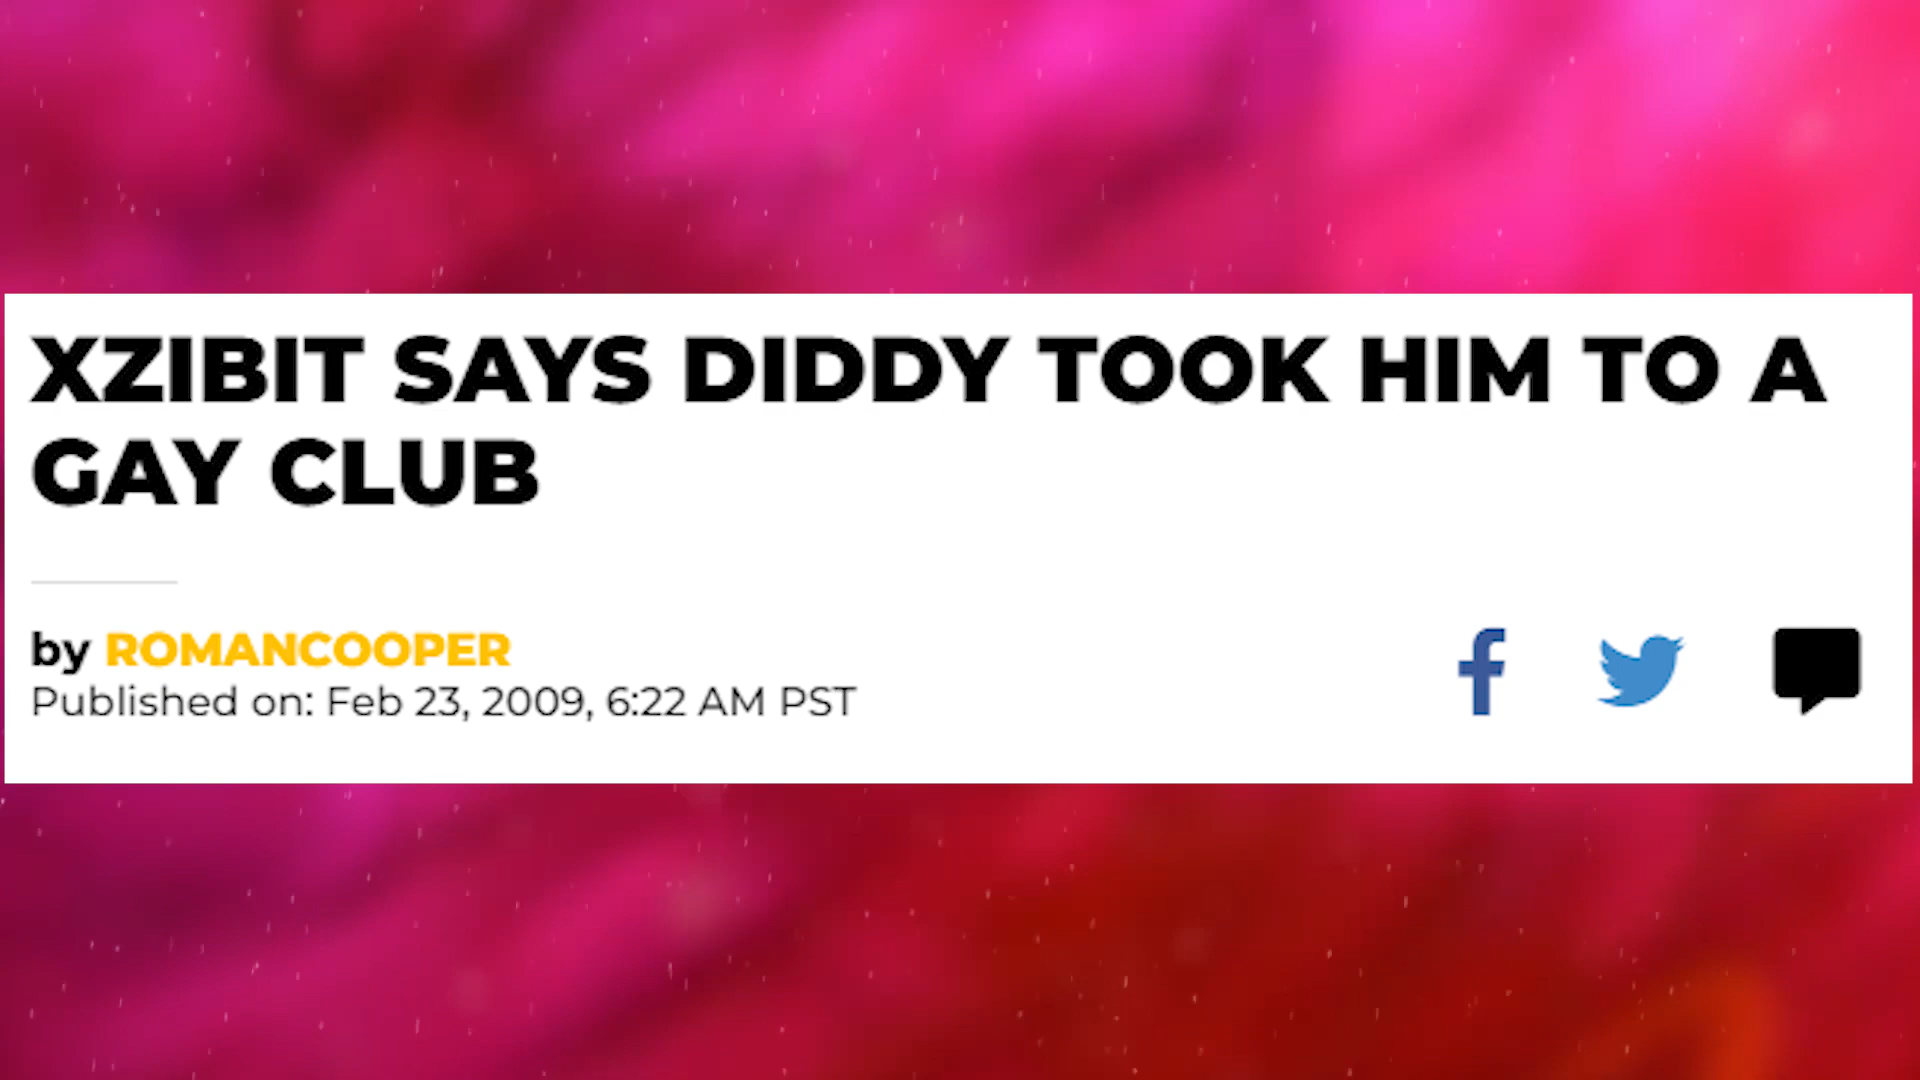 XZIBIT SAYS DIDDY TOOK HIM TO A
GAY CLUB
by ROMANCOOPER
Published on: Feb 23, 2009, 6:22 AM PST